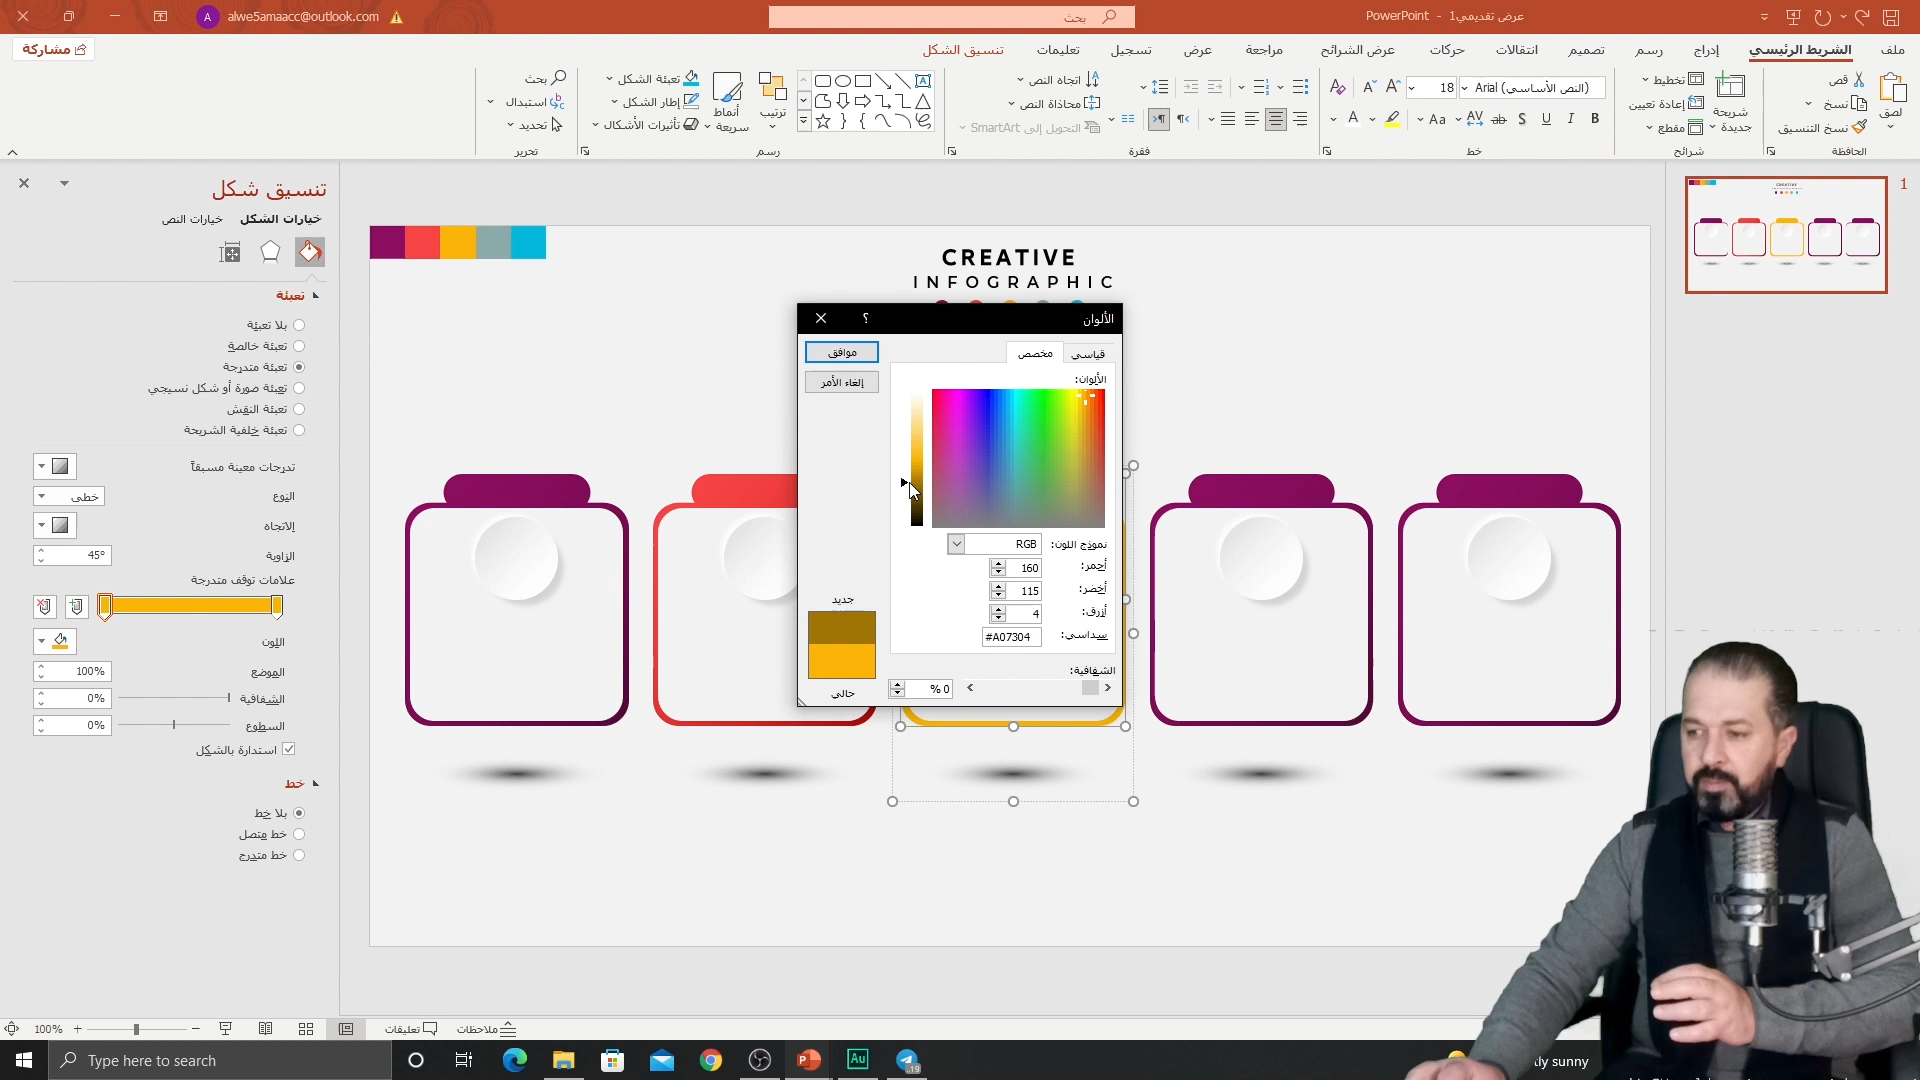 alwe5amaacc@outlook.com
A
بحث
عرض تقديمي1 - PowerPoint
ملف
الشريط الرئيسي
إدراج
رسم
تصميم
انتقالات
حركات
عرض الشرائح
مراجعة
عرض
تسجيل
تعليمات
تنسيق الشكل
مشاركة
لصق
قص
نسخ
نسخ التنسيق
الحافظة
شريحة جديدة
تخطيط
إعادة تعيين
مقطع
شرائح
Arial (النص الأساسي)
18
خط
اتجاه النص
محاذاة النص
التحويل إلى SmartArt
فقرة
ترتيب
أنماط سريعة
تعبئة الشكل
إطار الشكل
تأثيرات الأشكال
رسم
بحث
استبدال
تحديد
تحرير
تنسيق شكل
خيارات الشكل
خيارات النص
تعبئة
بلا تعبئة
تعبئة خالصة
تعبئة متدرجة
تعبئة صورة أو شكل نسيجي
تعبئة النقش
تعبئة خلفية الشريحة
تدرجات معينة مسبقاً
النوع
خطي
الاتجاه
الزاوية
45°
علامات توقف متدرجة
اللون
الموضع
100%
الشفافية
0%
السطوع
0%
استدارة بالشكل
خط
بلا خط
خط متصل
خط متدرج
CREATIVE
INFOGRAPHIC
الألوان
؟
قياسي
مخصص
موافق
إلغاء الأمر
الألوان:
نموذج اللون:
RGB
أحمر:
160
أخضر:
115
أزرق:
4
سداسي:
#A07304
جديد
حالي
الشفافية:
0 %
1
CREATIVE
100%
تعليقات
ملاحظات
Type here to search
Au
19
tly sunny